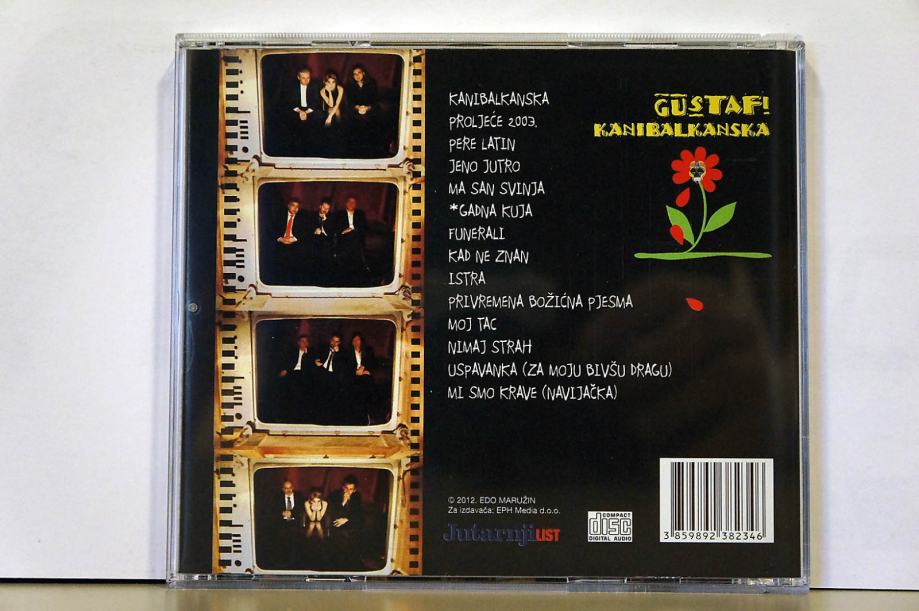 KANIBALKANSKA
PROLJEĆE 2003.
PERE LATIN
JENO JUTRO
MA SAN SVINJA
*GADNA KUJA
FUNERALI
KAD NE ZNAN
ISTRA
PRIVREMENA BOŽIĆNA PJESMA
MOJ TAC
NIMAJ STRAH
USPAVANKA (ZA MOJU BIVŠU DRAGU)
MI SMO KRAVE (NAVIJAČKA)
GUSTAF!
KANIBALKANSKA
© 2012. EDO MARUŽIN
Za izdavača: EPH Media d.o.o.
Jutarnji LIST
COMPACT
disc
DIGITAL AUDIO
3 859892 382346